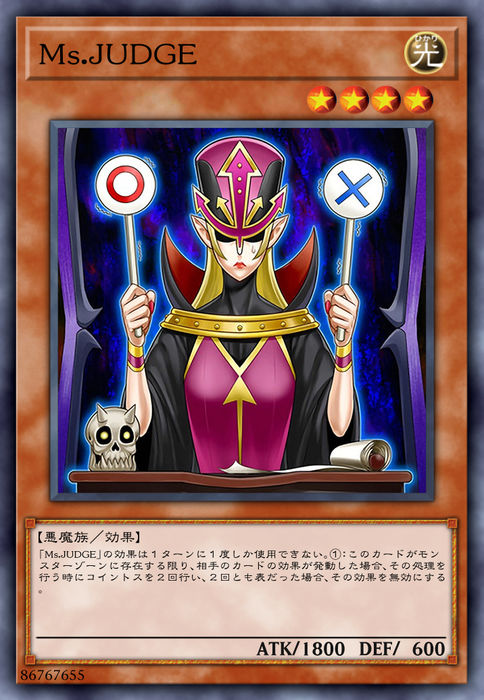 Ms.JUDGE
ひかり
光
【悪魔族／効果】
「Ms.JUDGE」の効果は１ターンに１度しか使用できない。①：このカードがモン
スターゾーンに存在する限り、相手のカードの効果が発動した場合、その処理を
行う時にコイントスを２回行い、２回とも表だった場合、その効果を無効にする
。
ATK/1800 DEF/ 600
86767655